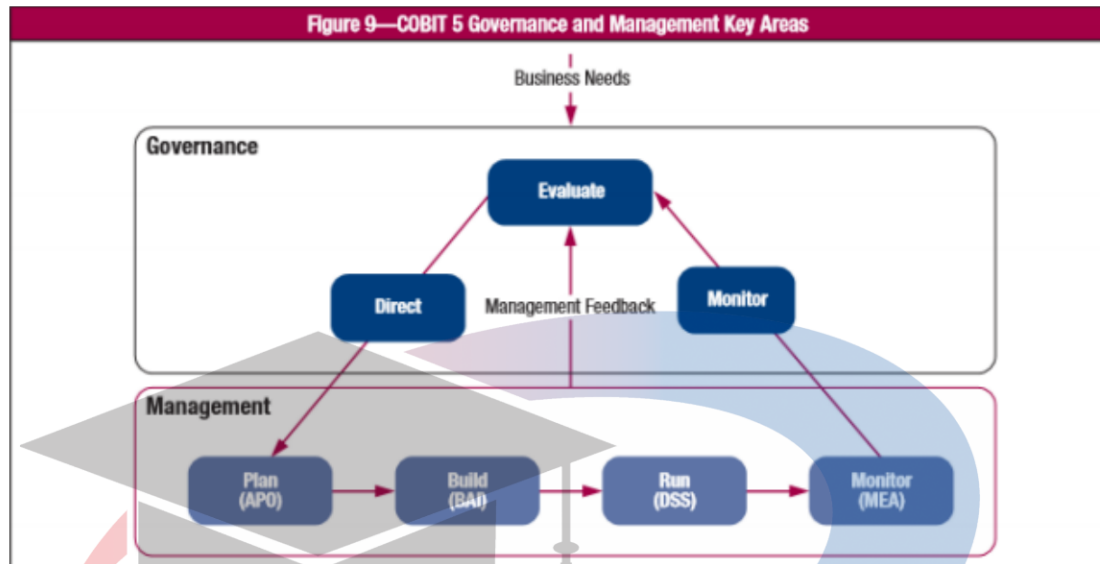 Figure 9—COBIT 5 Governance and Management Key Areas
Business Needs
Governance
Evaluate
Direct
Management Feedback
Monitor
Management
Plan
(APO)
Build
(BAI)
Run
(DSS)
Monitor
(MEA)